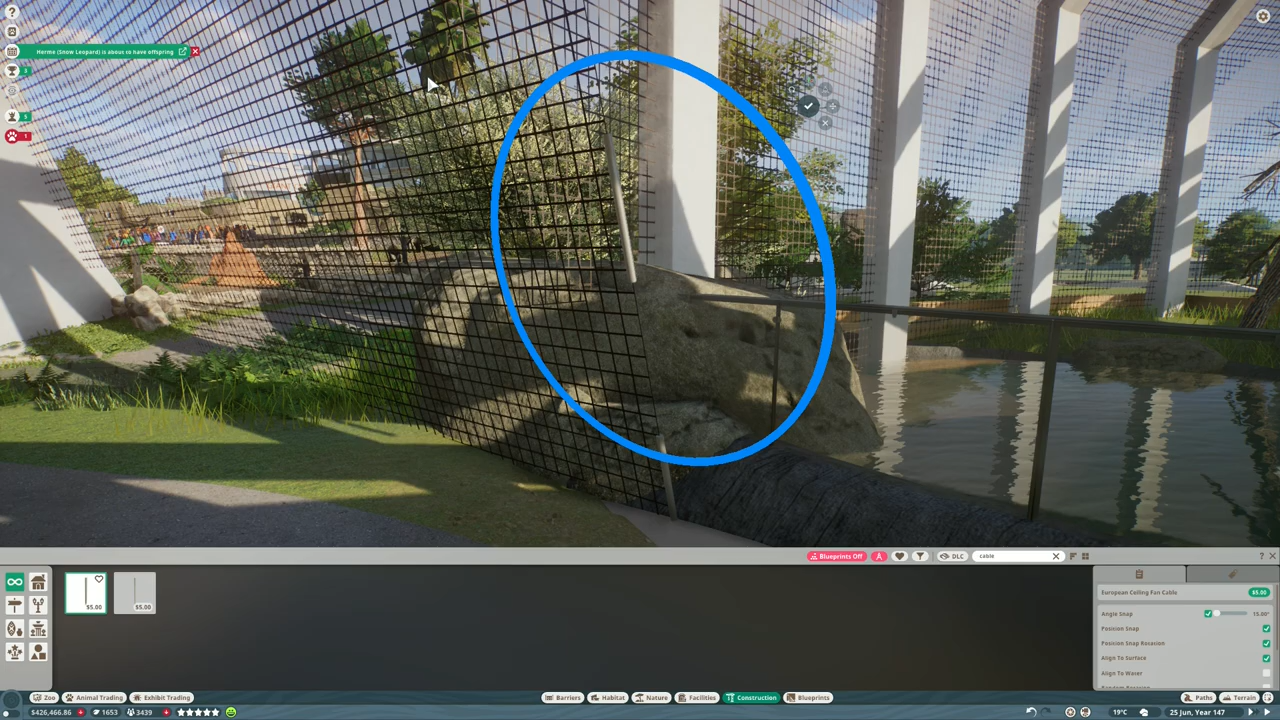 Herme (Snow Leopard) is about to have offspring
3
5
1
Blueprints Off
DLC
cable
$5.00
$5.00
European Ceiling Fan Cable
$5.00
Angle Snap
15.00°
Position Snap
Position Snap Rotation
Align To Surface
Align To Water
Zoo
Animal Trading
Exhibit Trading
Barriers
Habitat
Nature
Facilities
Construction
Blueprints
Paths
Terrain
$426,466.86
1653
3439
19°C
25 Jun, Year 147